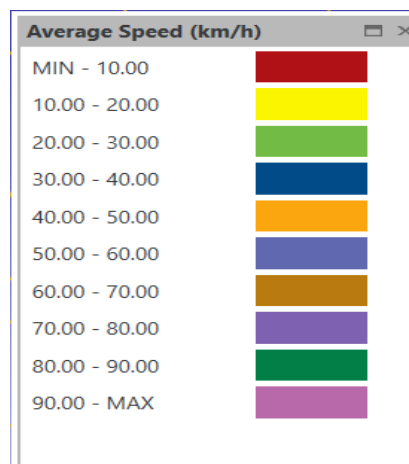 Average Speed (km/h)
MIN - 10.00
10.00 - 20.00
20.00 - 30.00
30.00 - 40.00
40.00 - 50.00
50.00 - 60.00
60.00 - 70.00
70.00 - 80.00
80.00 - 90.00
90.00 - MAX